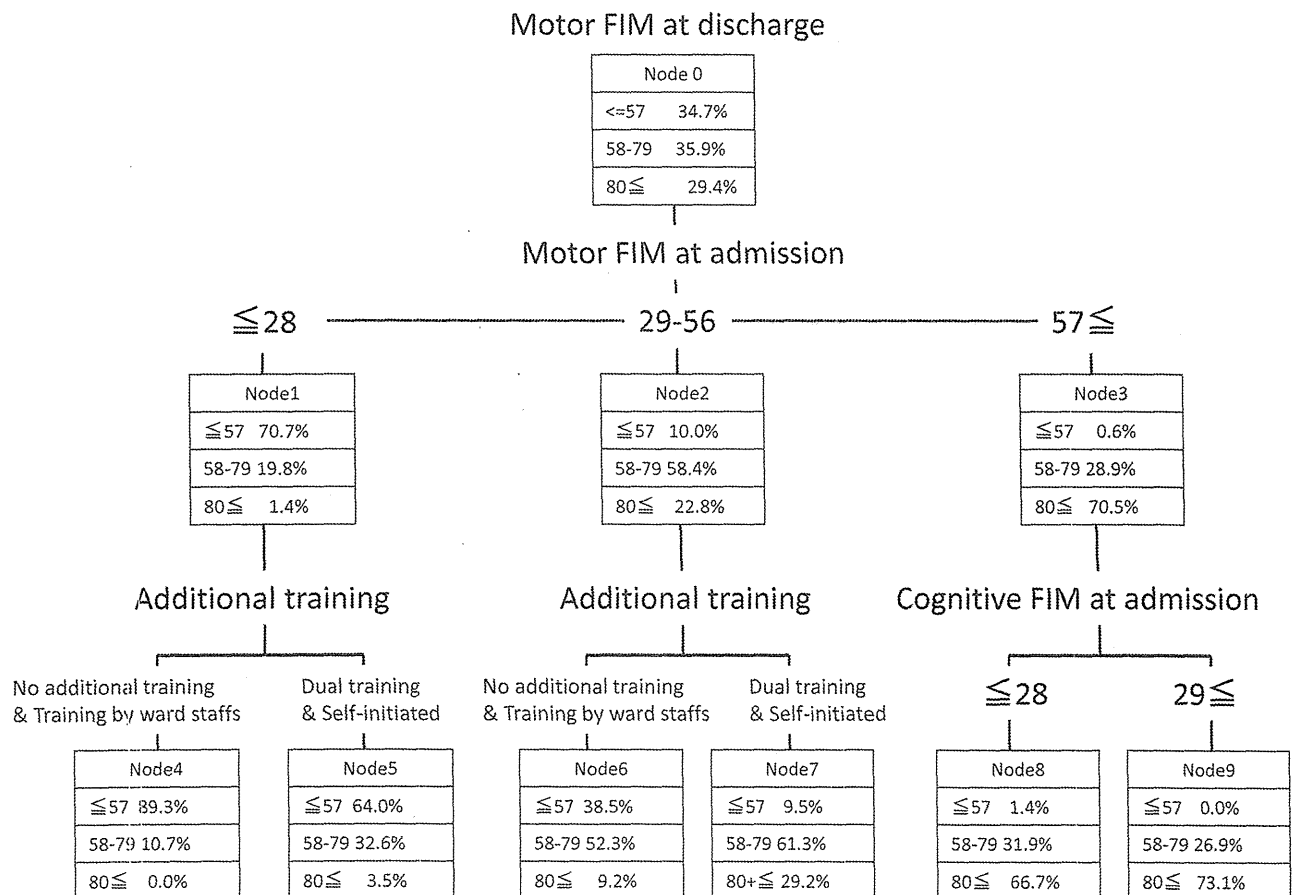 Motor FIM at discharge
Node 0
<=57 34.7%
58-79 35.9%
80≦ 29.4%
Motor FIM at admission
≦28
29-56
57≦
Node1
≦57 70.7%
58-79 19.8%
80≦ 1.4%
Node2
≦57 10.0%
58-79 58.4%
80≦ 22.8%
Node3
≦57 0.6%
58-79 28.9%
80≦ 70.5%
Additional training
Additional training
Cognitive FIM at admission
No additional training
& Training by ward staffs
Dual training
& Self-initiated
No additional training
& Training by ward staffs
Dual training
& Self-initiated
≦28
29≦
Node4
≦57 89.3%
58-79 10.7%
80≦ 0.0%
Node5
≦57 64.0%
58-79 32.6%
80≦ 3.5%
Node6
≦57 38.5%
58-79 52.3%
80≦ 9.2%
Node7
≦57 9.5%
58-79 61.3%
80+≦ 29.2%
Node8
≦57 1.4%
58-79 31.9%
80≦ 66.7%
Node9
≦57 0.0%
58-79 26.9%
80≦ 73.1%